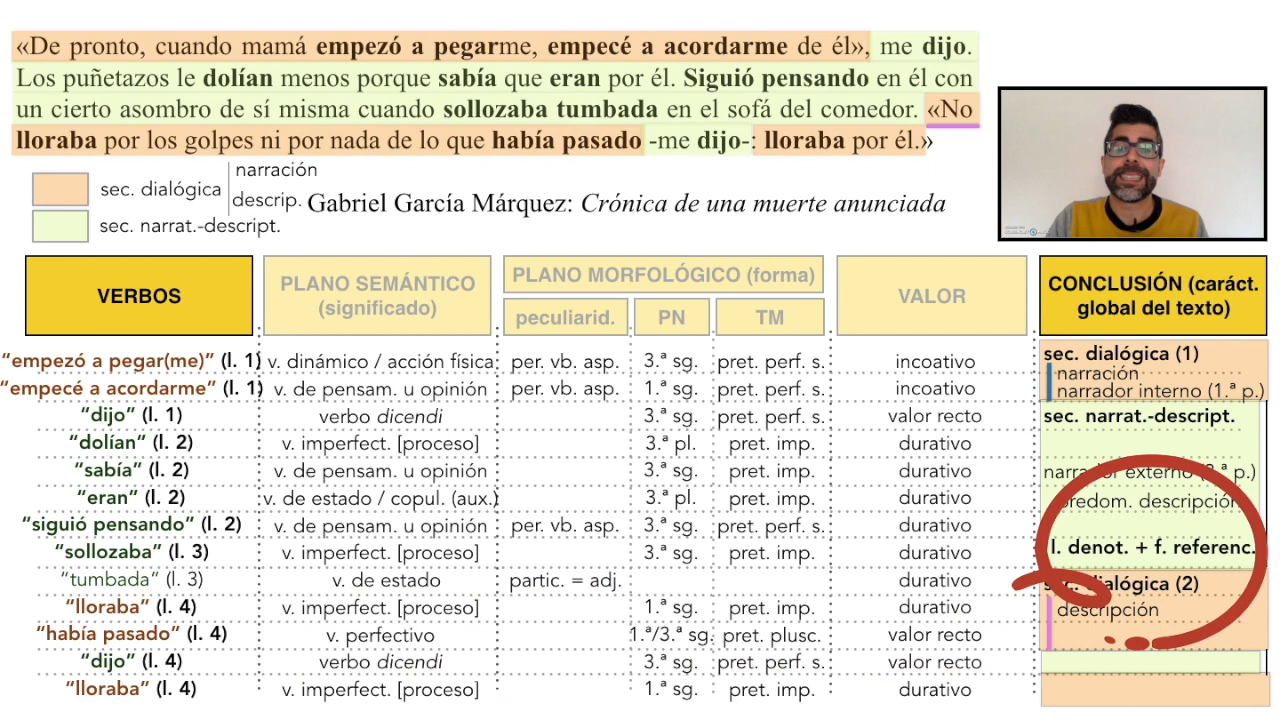 «De pronto, cuando mamá empezó a pegarme, empecé a acordarme de él», me dijo.
Los puñetazos le dolían menos porque sabía que eran por él. Siguió pensando en él con
un cierto asombro de sí misma cuando sollozaba tumbada en el sofá del comedor. «No
lloraba por los golpes ni por nada de lo que había pasado -me dijo-: lloraba por él.»
sec. dialógica
narración
descrip.
sec. narrat.-descript.
Gabriel García Márquez: Crónica de una muerte anunciada
VERBOS
PLANO SEMÁNTICO
(significado)
PLANO MORFOLÓGICO (forma)
peculiarid. PN TM
VALOR
CONCLUSIÓN (caráct.
global del texto)
“empezó a pegar(me)” (l. 1) v. dinámico / acción física per. vb. asp. 3.ª sg. pret. perf. s. incoativo
“empecé a acordarme” (l. 1) v. de pensam. u opinión per. vb. asp. 1.ª sg. pret. perf. s. incoativo
“dijo” (l. 1) verbo dicendi 3.ª sg. pret. perf. s. valor recto
“dolían” (l. 2) v. imperfect. [proceso] 3.ª pl. pret. imp. durativo
“sabía” (l. 2) v. de pensam. u opinión 3.ª sg. pret. imp. durativo
“eran” (l. 2) v. de estado / copul. (aux.) 3.ª pl. pret. imp. durativo
“siguió pensando” (l. 2) v. de pensam. u opinión per. vb. asp. 3.ª sg. pret. perf. s. durativo
“sollozaba” (l. 3) v. imperfect. [proceso] 3.ª sg. pret. imp. durativo
“tumbada” (l. 3) v. de estado partic. = adj. durativo
“lloraba” (l. 4) v. imperfect. [proceso] 1.ª sg. pret. imp. durativo
“había pasado” (l. 4) v. perfectivo 1.ª/3.ª sg. pret. plusc. valor recto
“dijo” (l. 4) verbo dicendi 3.ª sg. pret. perf. s. valor recto
“lloraba” (l. 4) v. imperfect. [proceso] 1.ª sg. pret. imp. durativo
sec. dialógica (1)
narración
narrador interno (1.ª p.)
sec. narrat.-descript.
narrador externo (3.ª p.)
predom. descripción
l. denot. + f. referenc.
sec. dialógica (2)
descripción